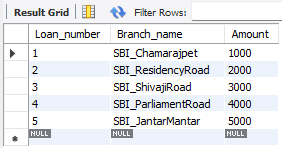 Result Grid Filter Rows:
Loan_number Branch_name Amount
1 SBI_Chamarajpet 1000
2 SBI_ResidencyRoad 2000
3 SBI_ShivajiRoad 3000
4 SBI_ParliamentRoad 4000
5 SBI_JantarMantar 5000
NULL NULL NULL